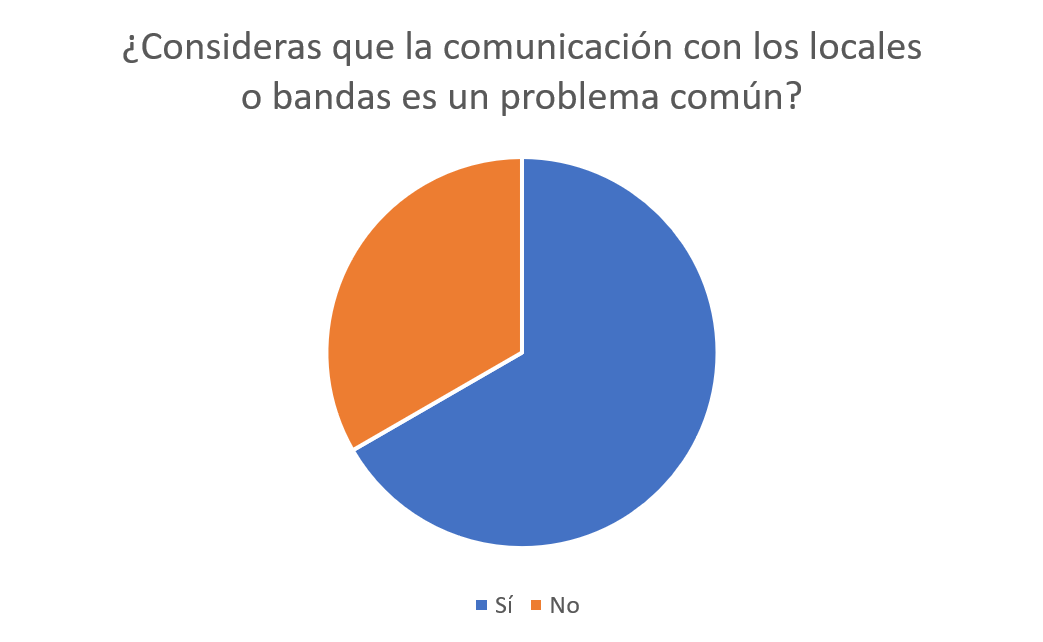 ¿Consideras que la comunicación con los locales
o bandas es un problema común?
Sí No